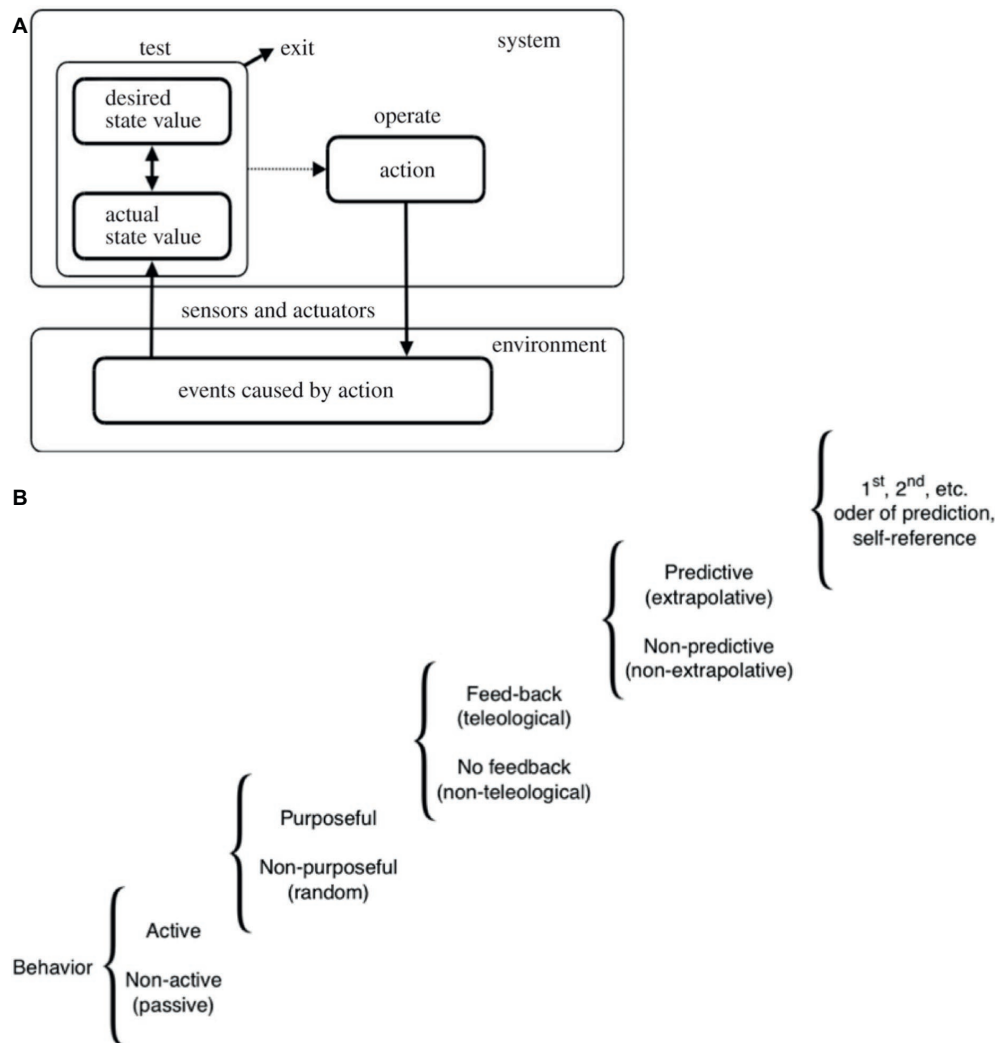 A
system
test
exit
desired
state value
operate
action
actual
state value
sensors and actuators
environment
events caused by action
B
1st, 2nd, etc.
oder of prediction,
self-reference
Predictive
(extrapolative)
Non-predictive
(non-extrapolative)
Feed-back
(teleological)
No feedback
(non-teleological)
Purposeful
Non-purposeful
(random)
Behavior
Active
Non-active
(passive)